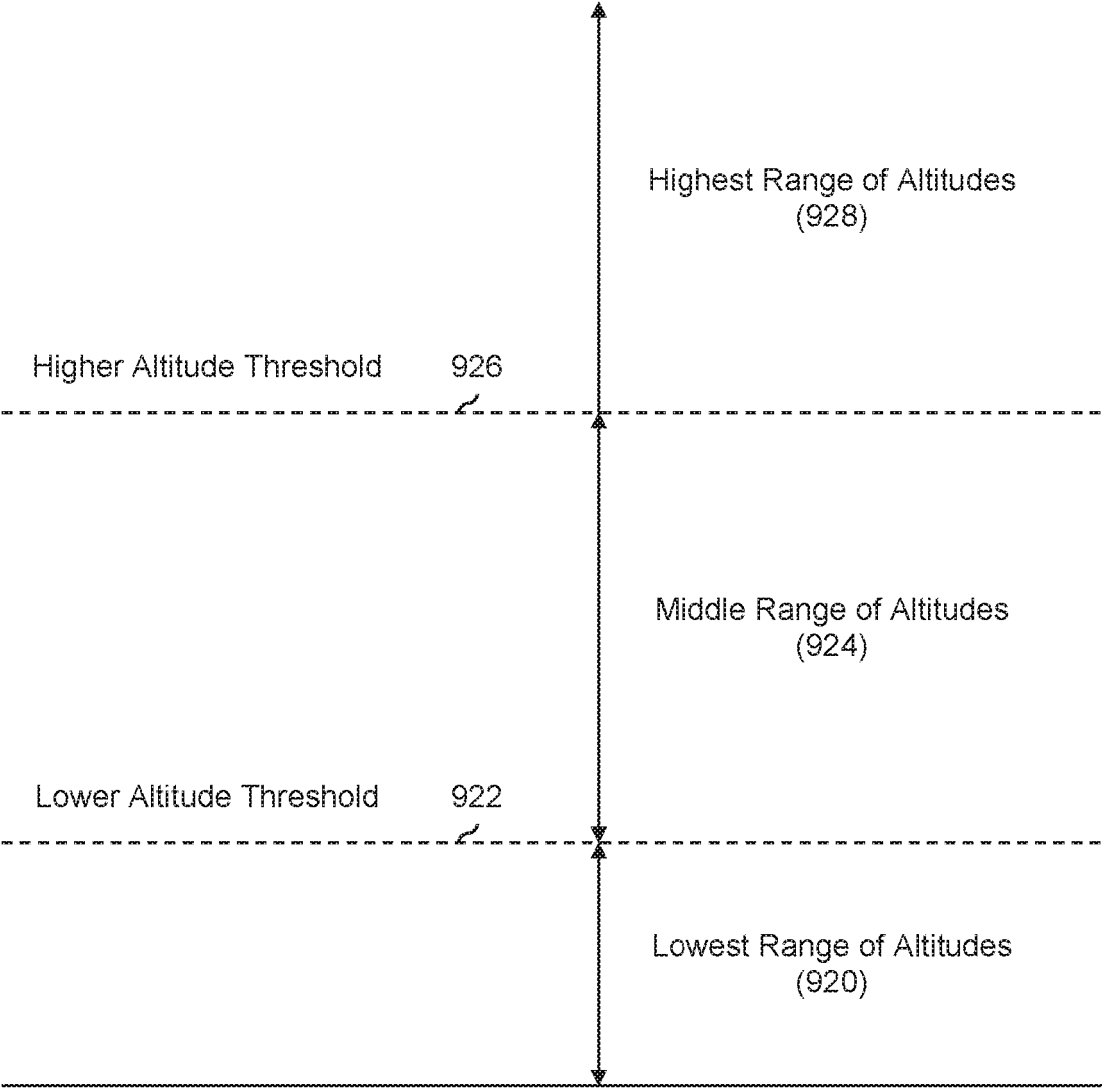 Highest Range of Altitudes
(928)
Higher Altitude Threshold 926
Middle Range of Altitudes
(924)
Lower Altitude Threshold 922
Lowest Range of Altitudes
(920)